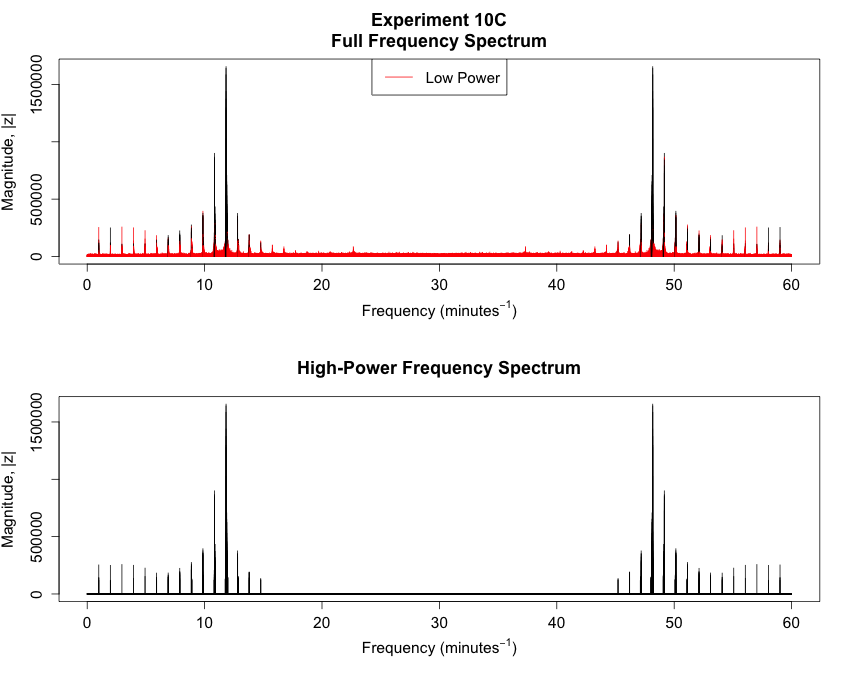 Experiment 10C
Full Frequency Spectrum
Magnitude, |z|
1500000
500000
0
Low Power
0 10 20 30 40 50 60
Frequency (minutes⁻¹)
High-Power Frequency Spectrum
Magnitude, |z|
1500000
500000
0
0 10 20 30 40 50 60
Frequency (minutes⁻¹)